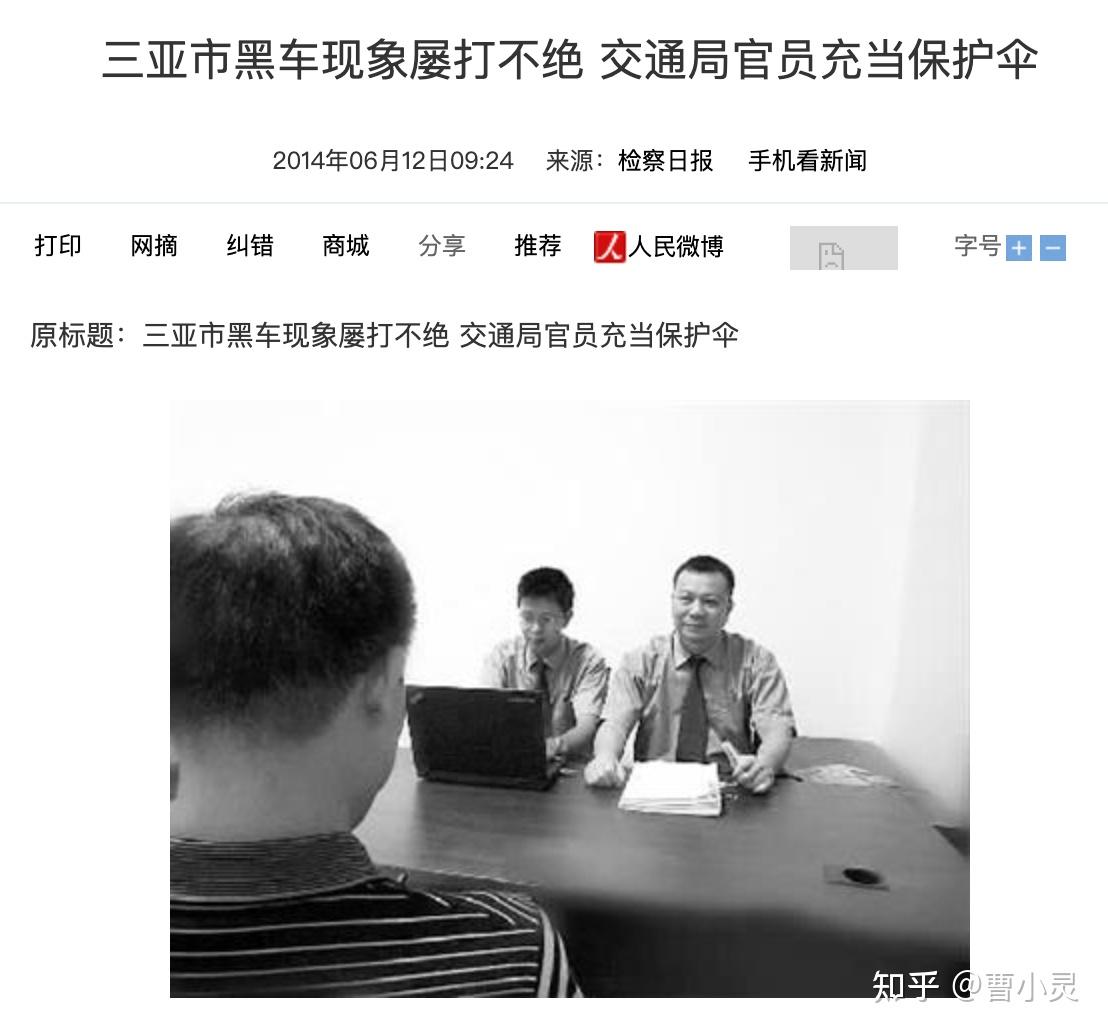 三亚市黑车现象屡打不绝 交通局官员充当保护伞
2014年06月12日09:24 来源：检察日报 手机看新闻
打印 网摘 纠错 商城 分享 推荐 人 人民微博 字号 + −
原标题：三亚市黑车现象屡打不绝 交通局官员充当保护伞
知乎 @曹小灵